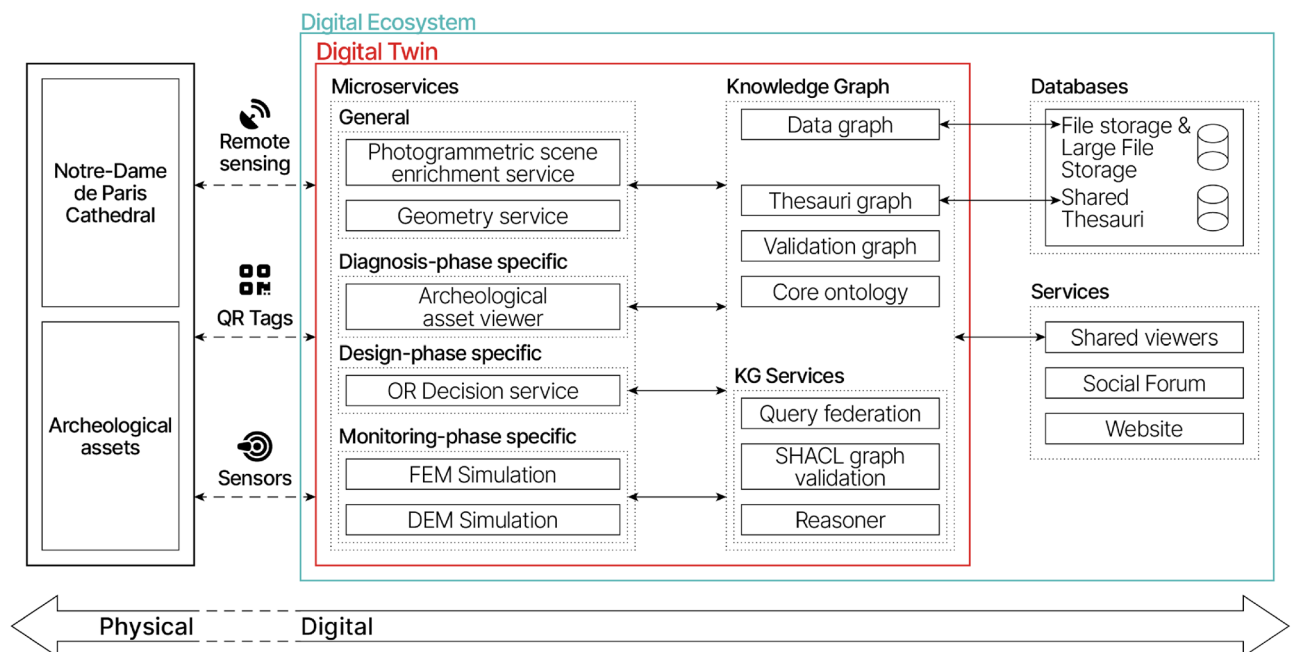 Digital Ecosystem
Digital Twin
Notre-Dame
de Paris
Cathedral
Archeological
assets
Remote
sensing
QR Tags
Sensors
Microservices
General
Photogrammetric scene
enrichment service
Geometry service
Diagnosis-phase specific
Archeological
asset viewer
Design-phase specific
OR Decision service
Monitoring-phase specific
FEM Simulation
DEM Simulation
Knowledge Graph
Data graph
Thesauri graph
Validation graph
Core ontology
KG Services
Query federation
SHACL graph
validation
Reasoner
Databases
File storage &
Large File
Storage
Shared
Thesauri
Services
Shared viewers
Social Forum
Website
Physical
Digital